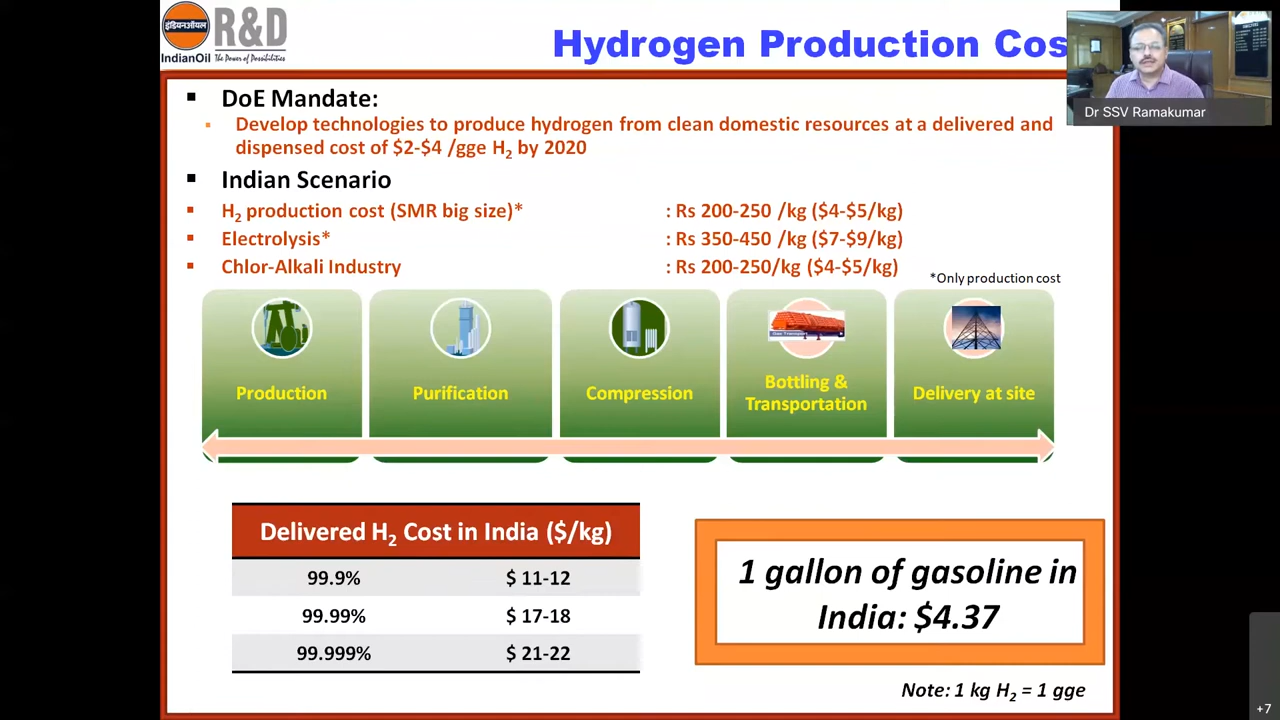 इंडियनऑयल
IndianOil
R&D
The Power of Possibilities
Hydrogen Production Cos
Dr SSV Ramakumar
▪ DoE Mandate:
▪ Develop technologies to produce hydrogen from clean domestic resources at a delivered and
dispensed cost of $2-$4 /gge H₂ by 2020
▪ Indian Scenario
▪ H₂ production cost (SMR big size)* : Rs 200-250 /kg ($4-$5/kg)
▪ Electrolysis* : Rs 350-450 /kg ($7-$9/kg)
▪ Chlor-Alkali Industry : Rs 200-250/kg ($4-$5/kg)
*Only production cost
Production
Purification
Compression
Gas Transport
Bottling &
Transportation
Delivery at site
Delivered H₂ Cost in India ($/kg)
99.9% $ 11-12
99.99% $ 17-18
99.999% $ 21-22
1 gallon of gasoline in
India: $4.37
Note: 1 kg H₂ = 1 gge
+7